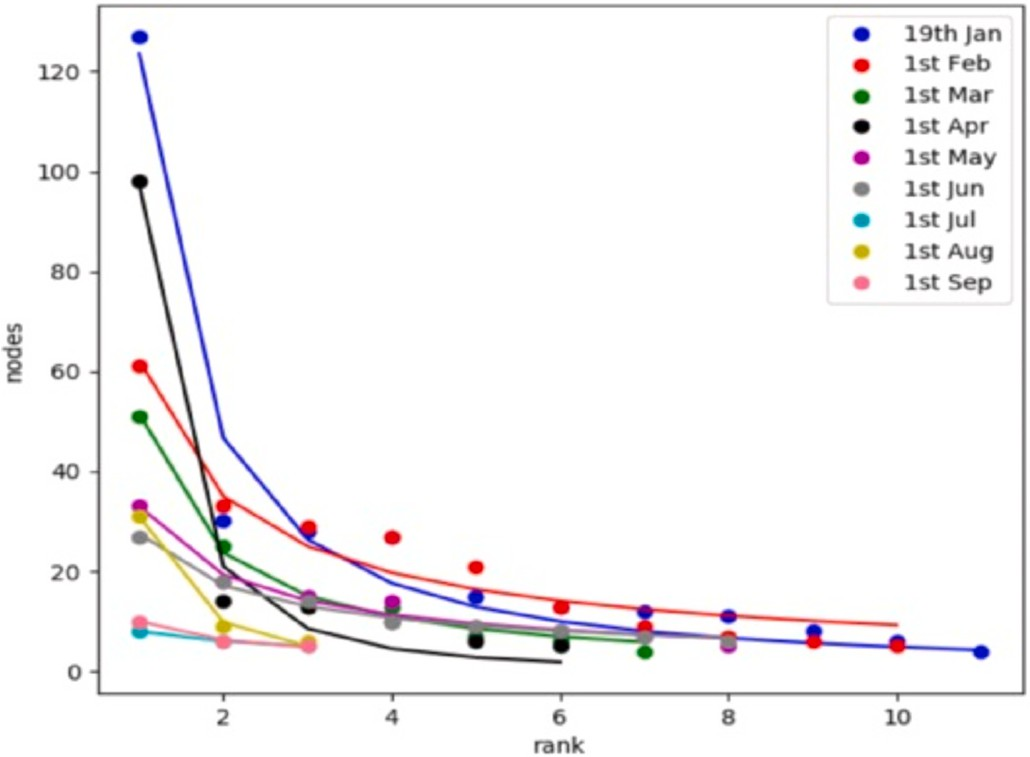 120
100
80
60
40
20
0
nodes
2 4 6 8 10
rank
19th Jan
1st Feb
1st Mar
1st Apr
1st May
1st Jun
1st Jul
1st Aug
1st Sep